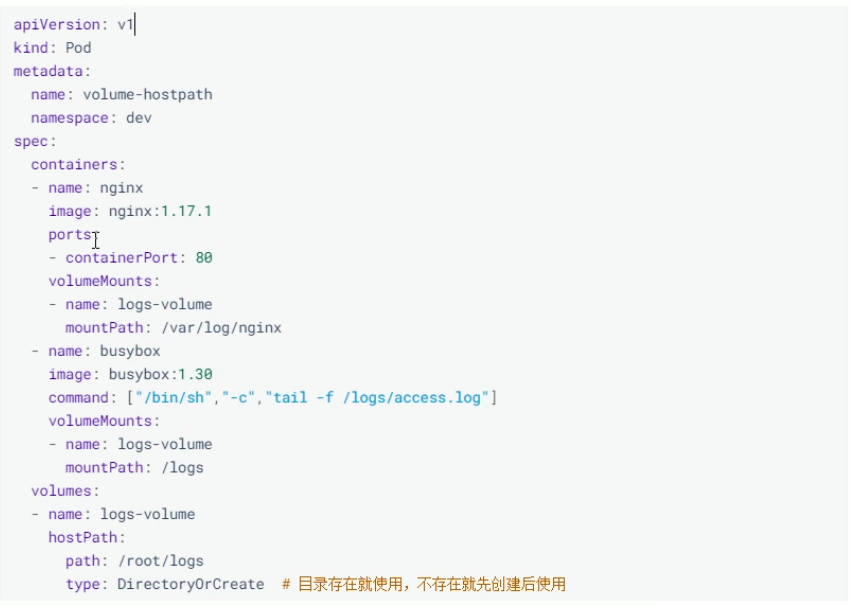 apiVersion: v1
kind: Pod
metadata:
  name: volume-hostpath
  namespace: dev
spec:
  containers:
  - name: nginx
    image: nginx:1.17.1
    ports:
    - containerPort: 80
    volumeMounts:
    - name: logs-volume
      mountPath: /var/log/nginx
  - name: busybox
    image: busybox:1.30
    command: ["/bin/sh","-c","tail -f /logs/access.log"]
    volumeMounts:
    - name: logs-volume
      mountPath: /logs
  volumes:
  - name: logs-volume
    hostPath:
      path: /root/logs
      type: DirectoryOrCreate  # 目录存在就使用，不存在就先创建后使用